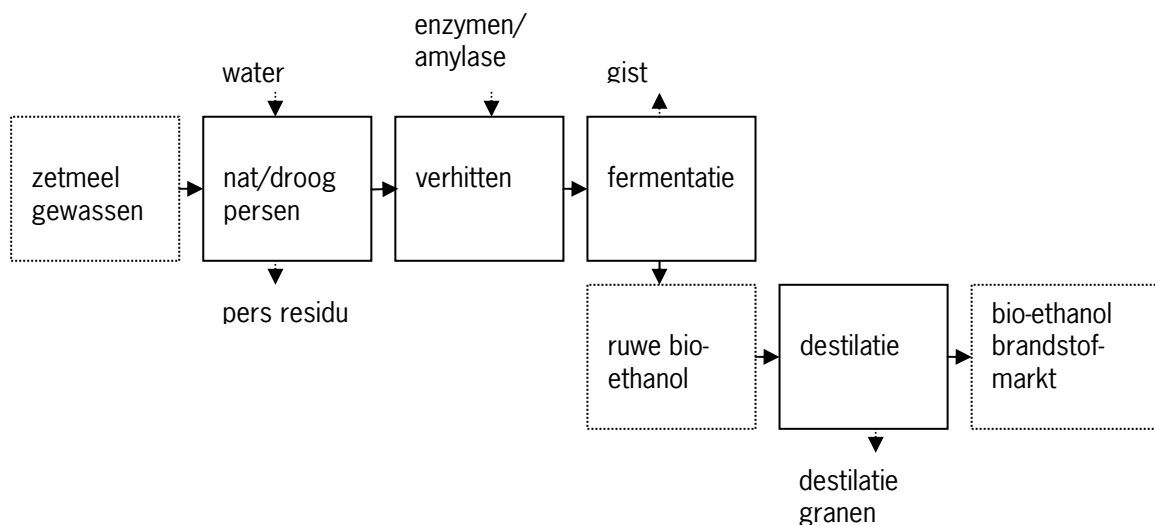 enzymen/
amylase
water
gist
zetmeel
gewassen
nat/droog
persen
verhitten
fermentatie
pers residu
ruwe bio-
ethanol
destilatie
bio-ethanol
brandstof-
markt
destilatie
granen